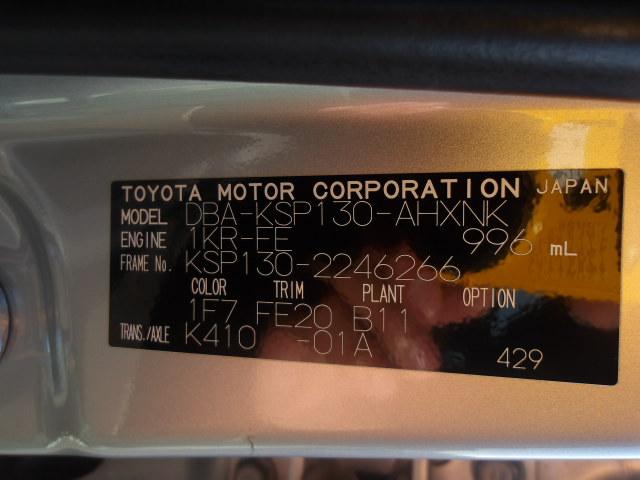 TOYOTA MOTOR CORPORATION JAPAN
MODEL DBA-KSP130-AHXNK
ENGINE 1KR-FE 996 mL
FRAME No. KSP130-2246266
COLOR TRIM PLANT OPTION
1F7 FE20 B11
TRANS./AXLE K410 -01A
429